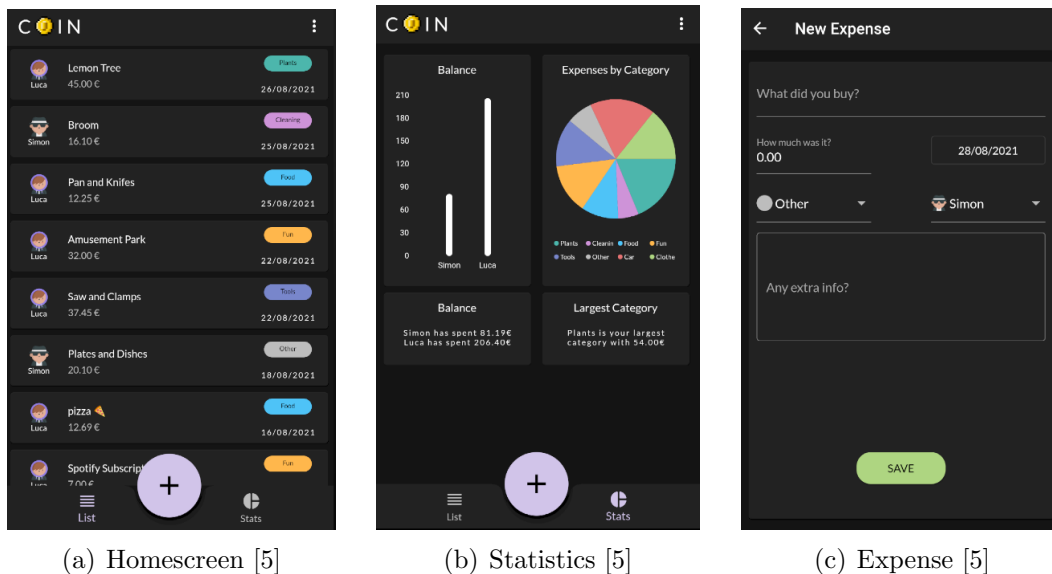 COIN
Lemon Tree
Plants
Luca
45.00 €
26/08/2021
Broom
Cleaning
Simon
16.10 €
25/08/2021
Pan and Knifes
Food
Luca
12.25 €
25/08/2021
Amusement Park
Fun
Luca
32.00 €
22/08/2021
Saw and Clamps
Tools
Luca
37.45 €
22/08/2021
Plates and Dishes
Other
Simon
20.10 €
18/08/2021
pizza 🍕
Food
Luca
12.69 €
16/08/2021
Spotify Subscript
Fun
Luca
7.00 €
+
List
Stats
(a) Homescreen [5]
COIN
Balance
210
180
150
120
90
60
30
0
Simon Luca
Expenses by Category
Plants Cleanin Food Fun
Tools Other Car Clothe
Balance
Simon has spent 81.19€
Luca has spent 206.40€
Largest Category
Plants is your largest
category with 54.00€
+
List
Stats
(b) Statistics [5]
← New Expense
What did you buy?
How much was it?
0.00
28/08/2021
Other
Simon
Any extra info?
SAVE
(c) Expense [5]